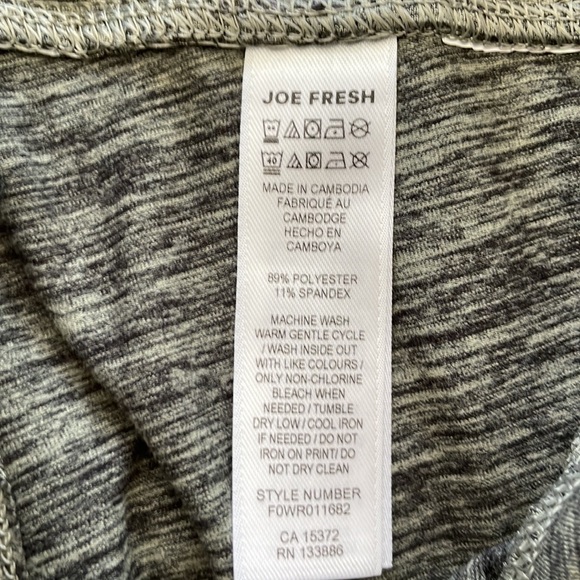 JOE FRESH
40
MADE IN CAMBODIA
FABRIQUÉ AU
CAMBODGE
HECHO EN
CAMBOYA
89% POLYESTER
11% SPANDEX
MACHINE WASH
WARM GENTLE CYCLE
/ WASH INSIDE OUT
WITH LIKE COLOURS /
ONLY NON-CHLORINE
BLEACH WHEN
NEEDED / TUMBLE
DRY LOW / COOL IRON
IF NEEDED / DO NOT
IRON ON PRINT/ DO
NOT DRY CLEAN
STYLE NUMBER
F0WR011682
CA 15372
RN 133886